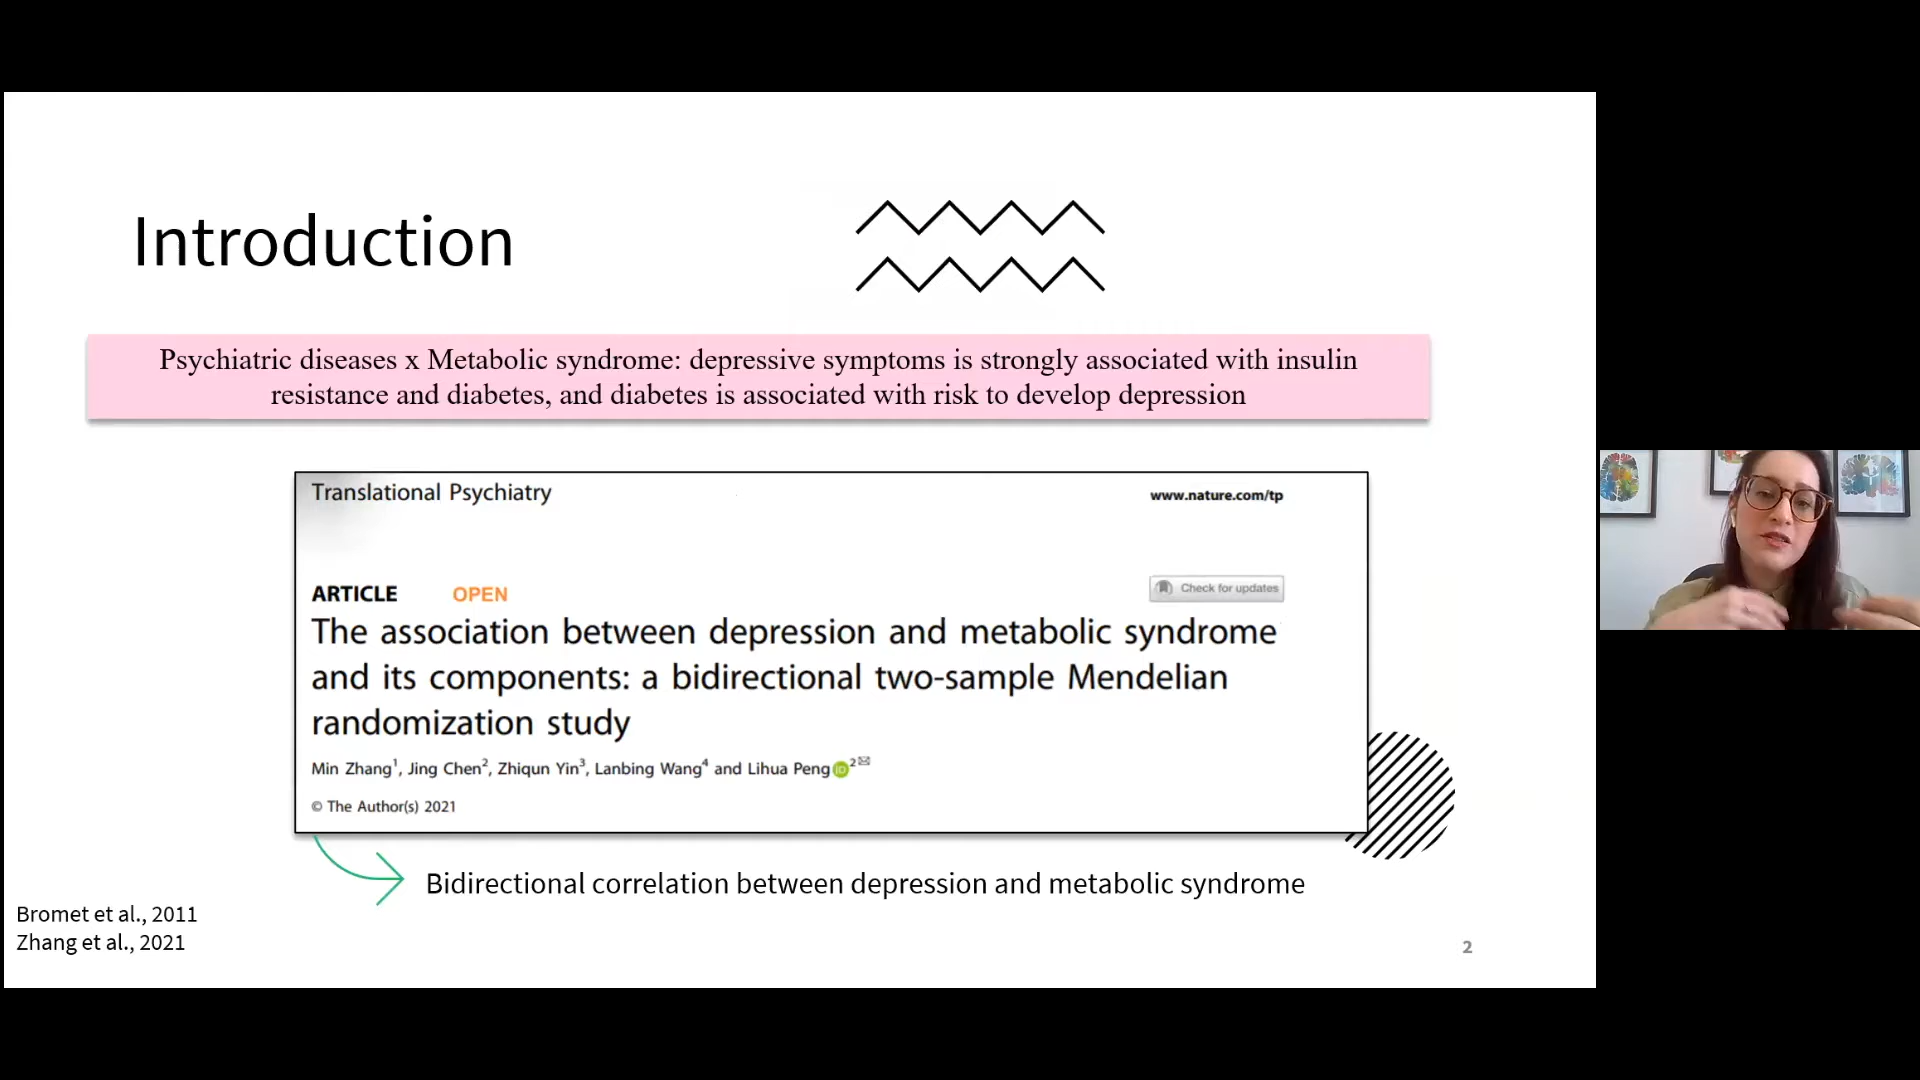 Introduction
Psychiatric diseases x Metabolic syndrome: depressive symptoms is strongly associated with insulin
resistance and diabetes, and diabetes is associated with risk to develop depression
Translational Psychiatry
www.nature.com/tp
ARTICLE OPEN
Check for updates
The association between depression and metabolic syndrome
and its components: a bidirectional two-sample Mendelian
randomization study
Min Zhang1, Jing Chen2, Zhiqun Yin3, Lanbing Wang4 and Lihua Peng iD 2✉
© The Author(s) 2021
Bidirectional correlation between depression and metabolic syndrome
Bromet et al., 2011
Zhang et al., 2021
2